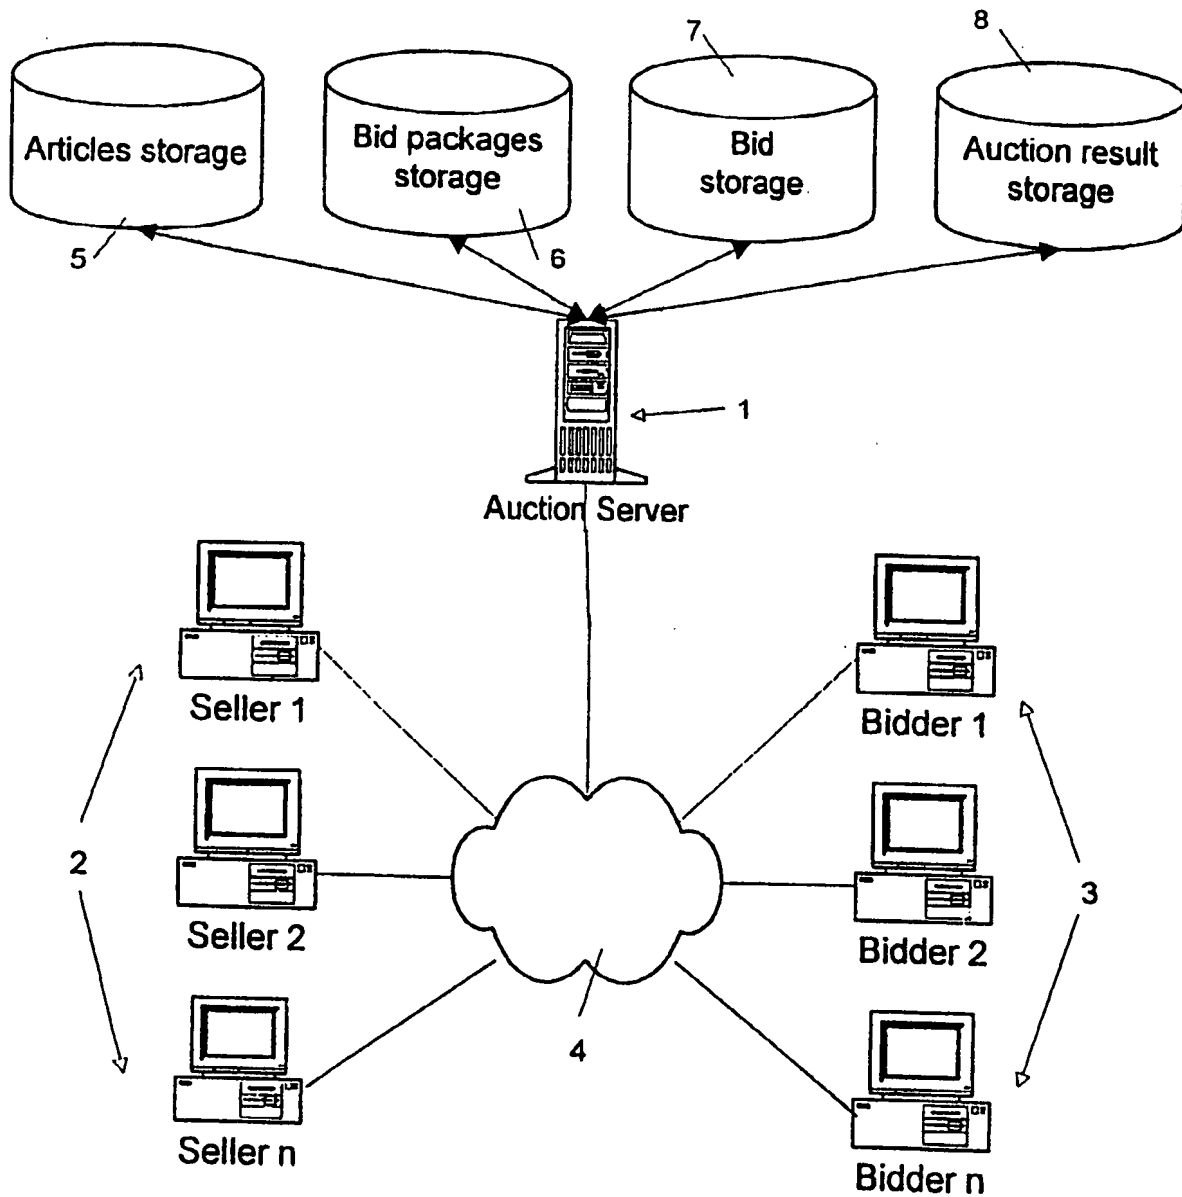 7
8
Articles storage
Bid packages
storage
Bid
storage
Auction result
storage
5
6
1
Auction Server
Seller 1
Bidder 1
2
Seller 2
3
Bidder 2
4
Seller n
Bidder n